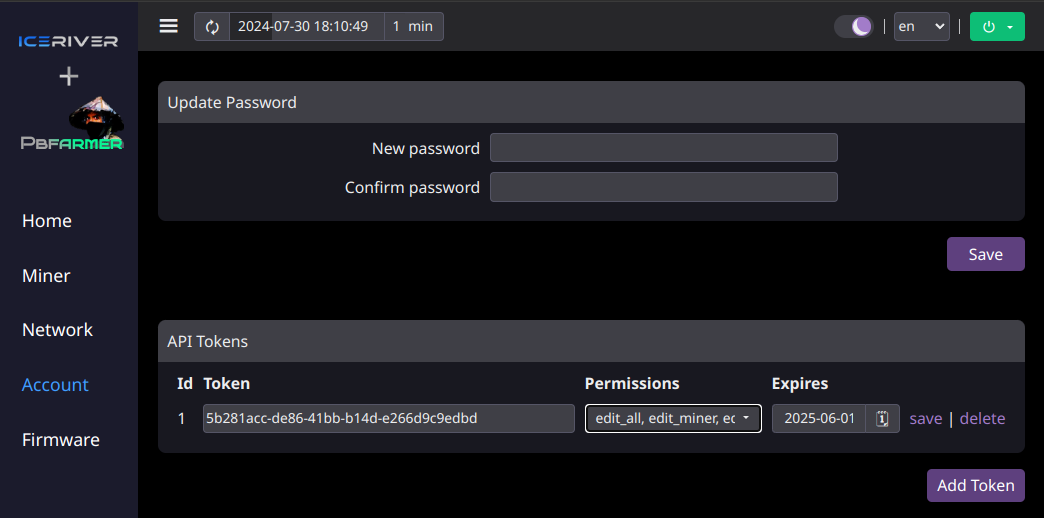 ICERIVER
+
PBFARMER
Home
Miner
Network
Account
Firmware
2024-07-30 18:10:49 1 min
| en |
Update Password
New password
Confirm password
Save
API Tokens
Id Token Permissions Expires
1 5b281acc-de86-41bb-b14d-e266d9c9edbd edit_all, edit_miner, ec 2025-06-01 save | delete
Add Token